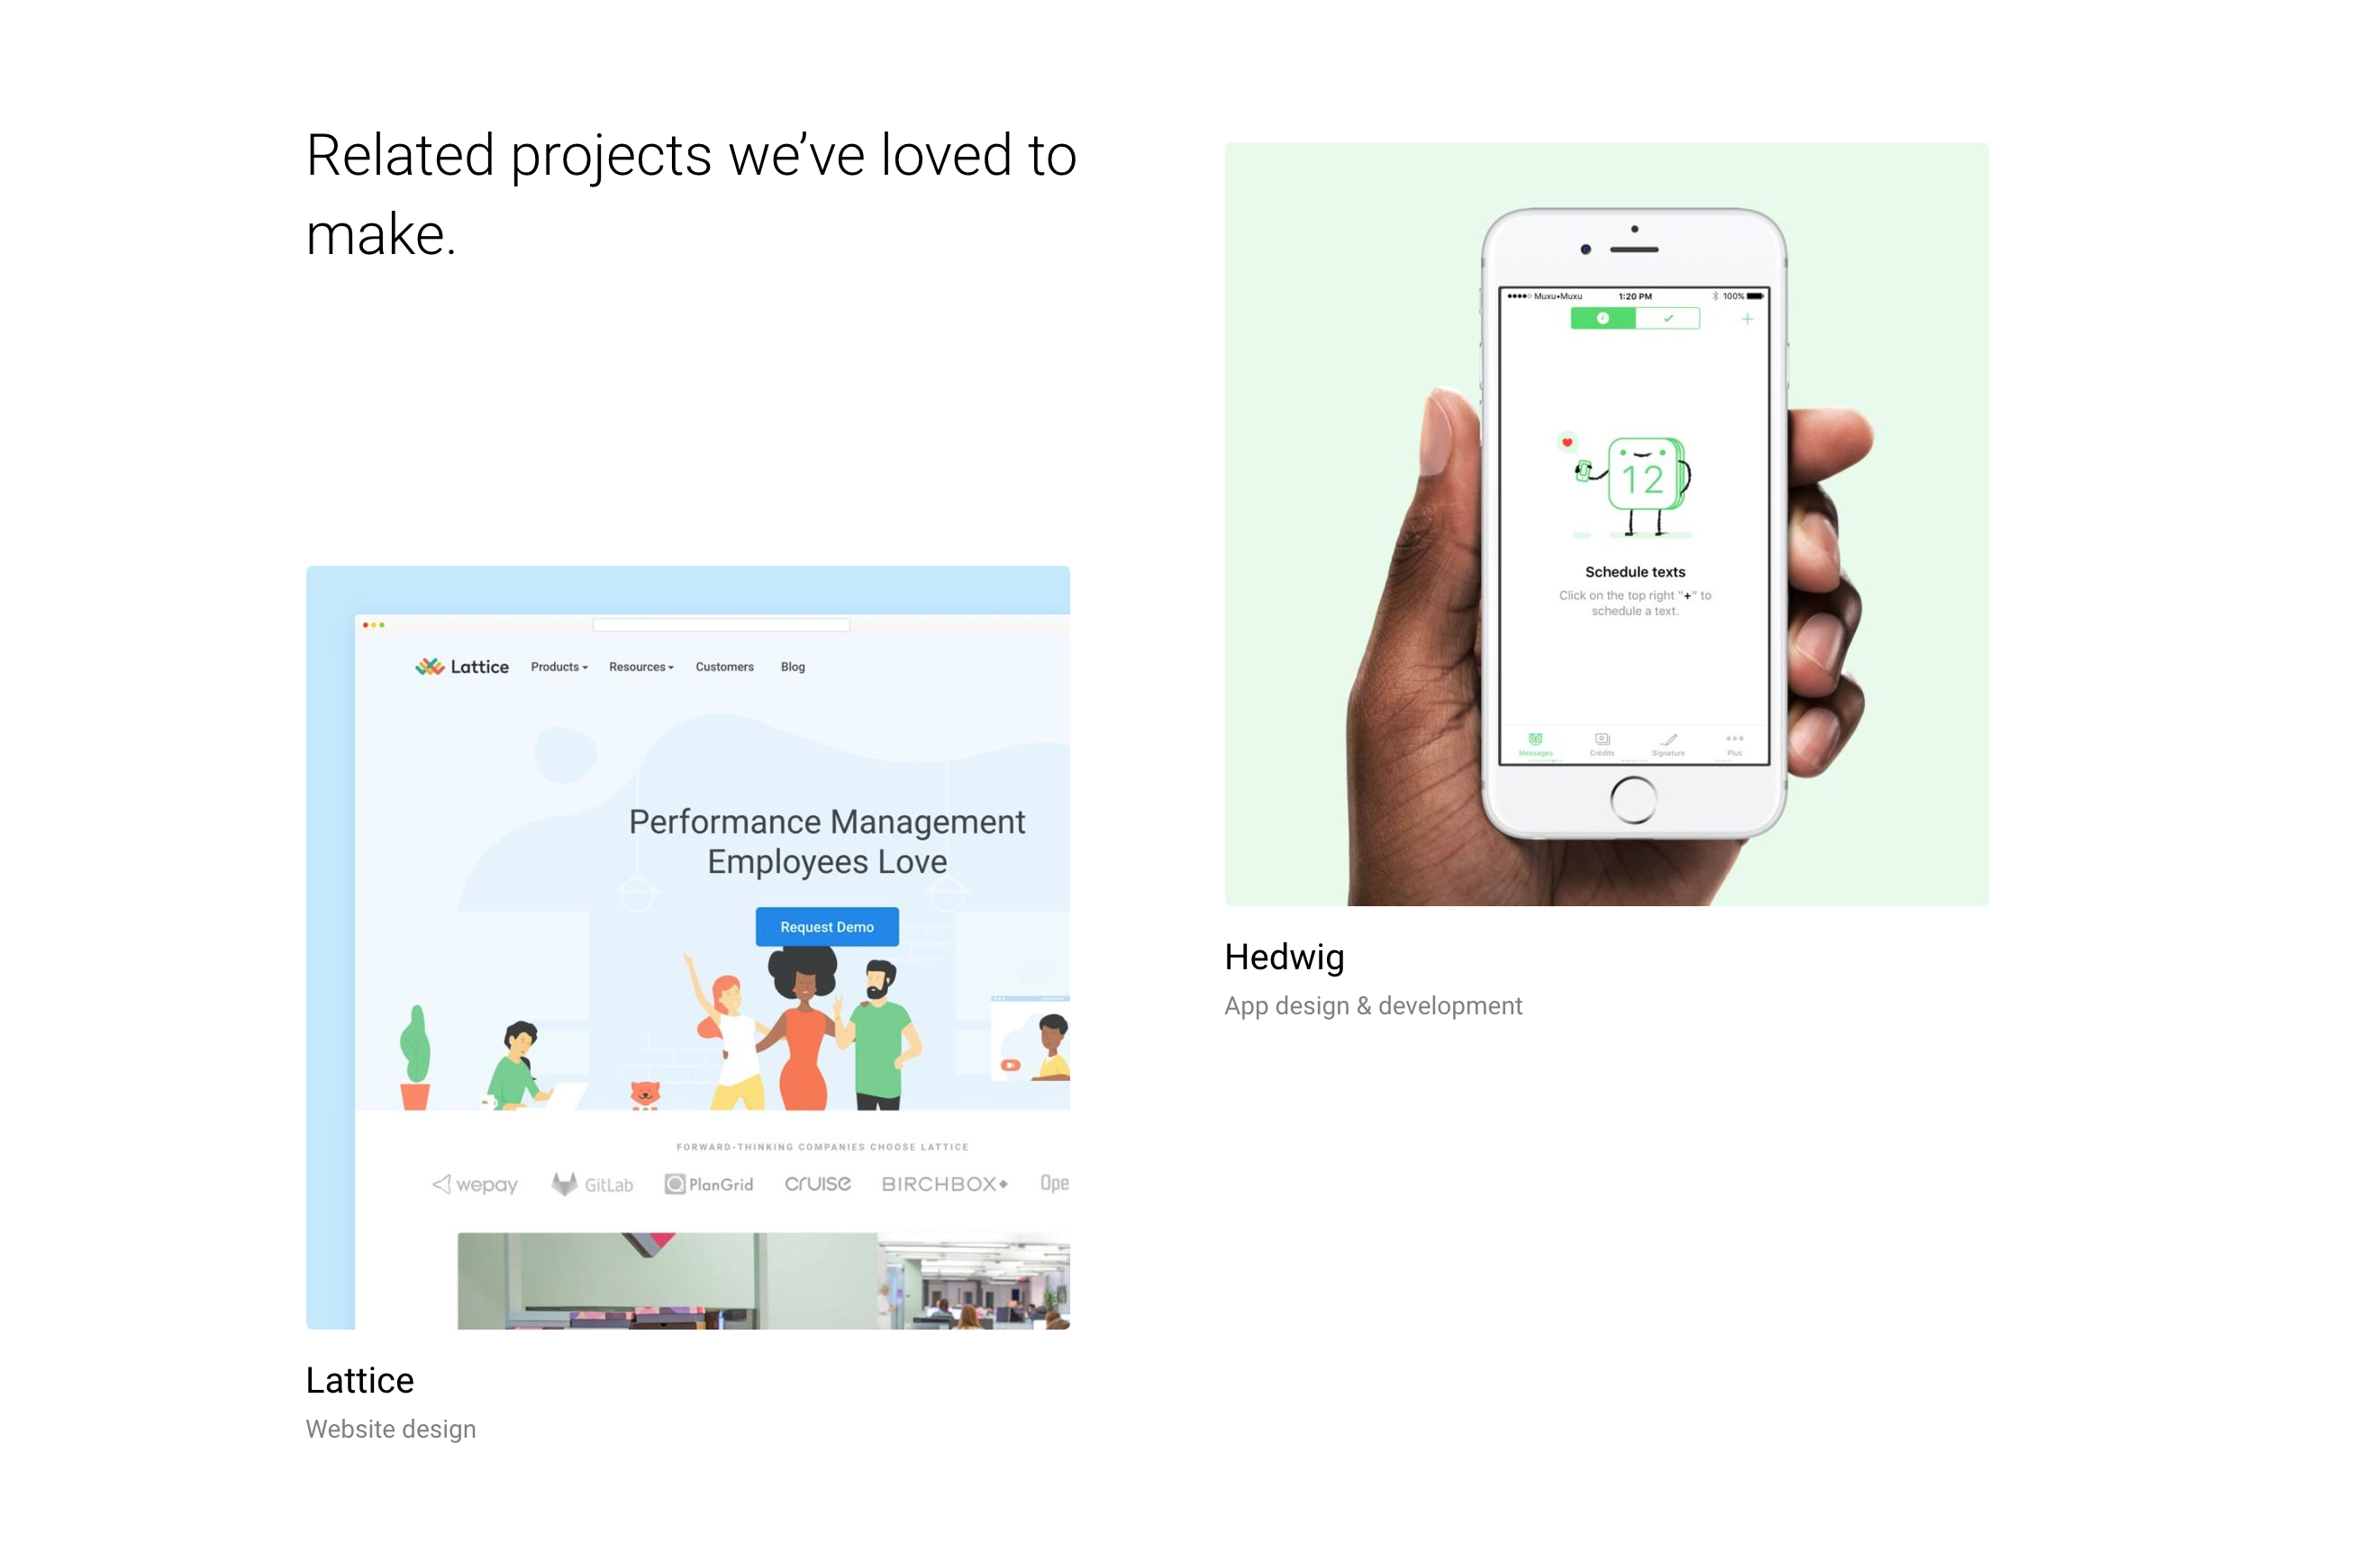 Related projects we’ve loved to
make.
Lattice
Products
Resources
Customers
Blog
Performance Management
Employees Love
Request Demo
FORWARD-THINKING COMPANIES CHOOSE LATTICE
wepay
GitLab
PlanGrid
cruise
BIRCHBOX
Ope
Lattice
Website design
Muxu•Muxu
1:20 PM
100%
12
Schedule texts
Click on the top right "+" to
schedule a text.
Messages
Crédits
Signature
Plus
Hedwig
App design & development